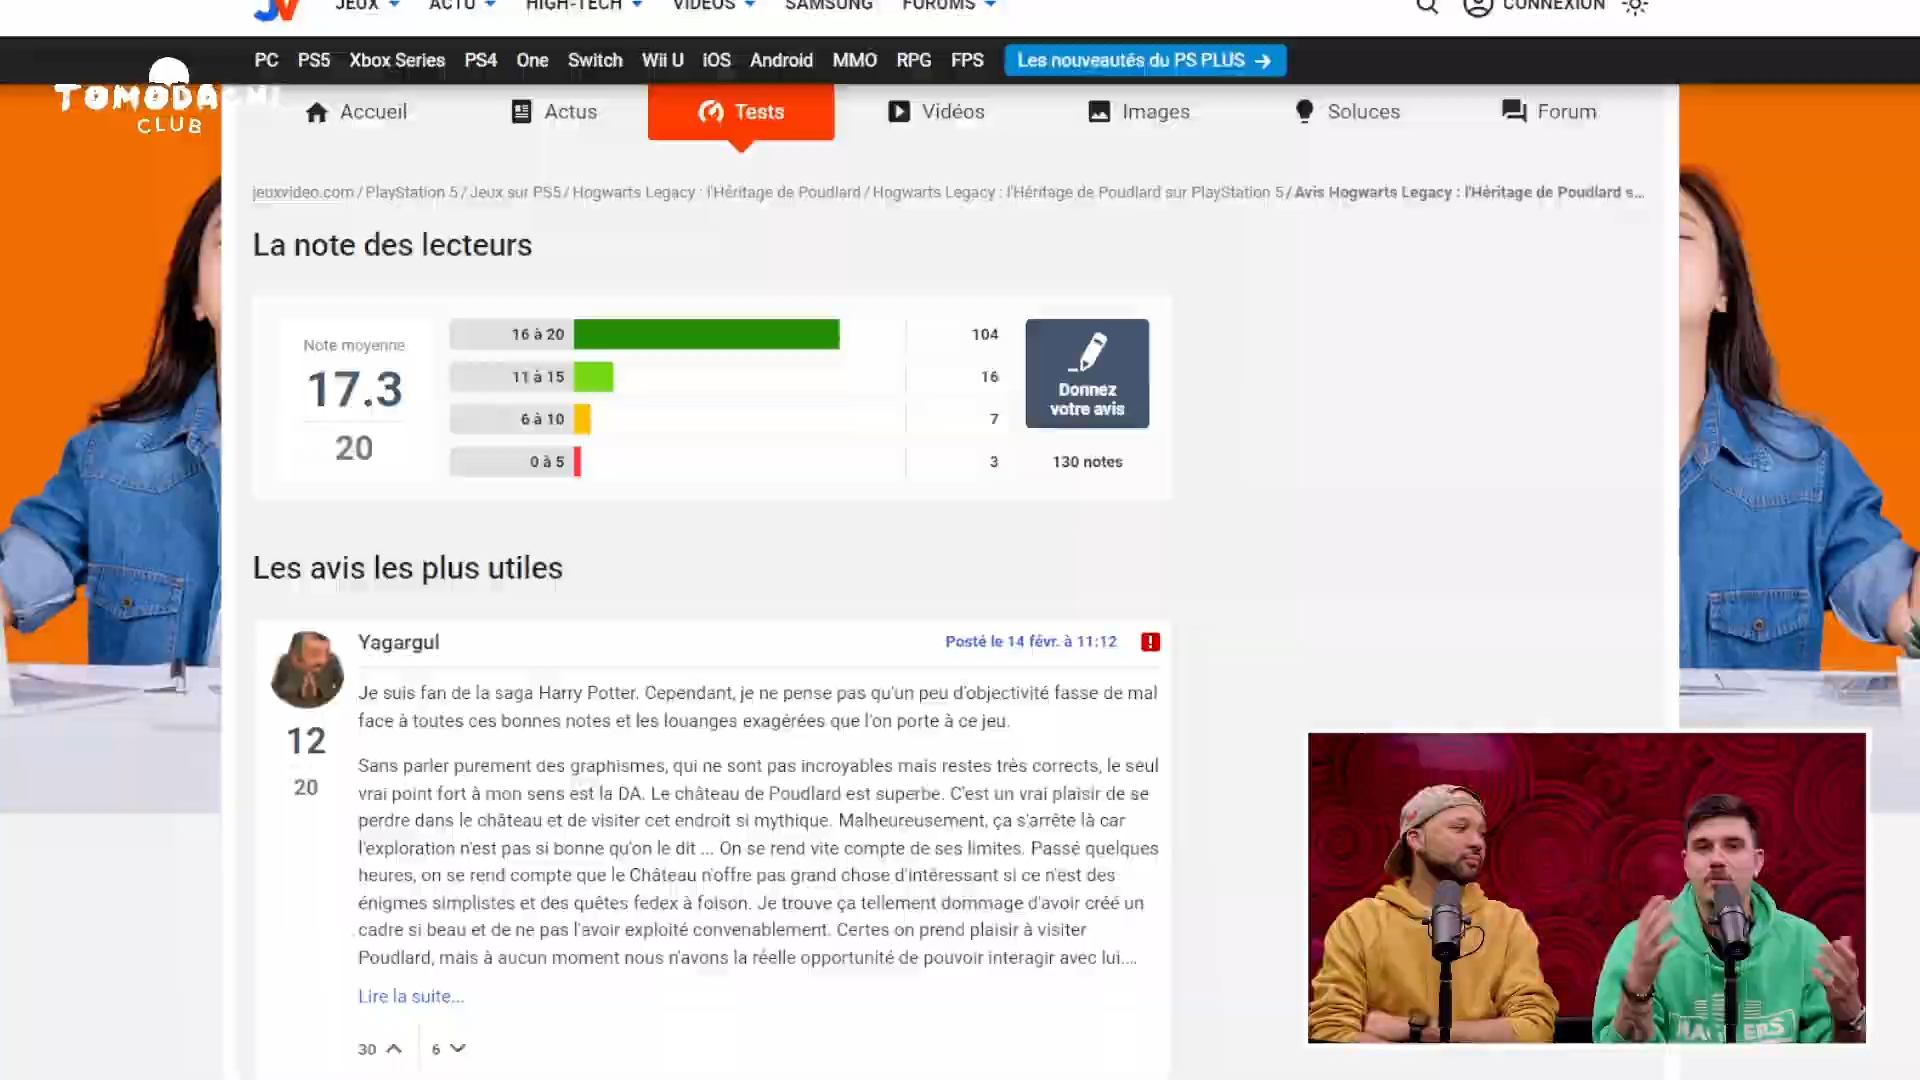 JV JEUX ACTU HIGH-TECH VIDÉOS SAMSUNG FORUMS CONNEXION
PC PS5 Xbox Series PS4 One Switch Wii U iOS Android MMO RPG FPS Les nouveautés du PS PLUS →
TOMODACHI
CLUB
Accueil Actus Tests Vidéos Images Soluces Forum
jeuxvideo.com / PlayStation 5 / Jeux sur PS5 / Hogwarts Legacy : l'Héritage de Poudlard / Hogwarts Legacy : l'Héritage de Poudlard sur PlayStation 5 / Avis Hogwarts Legacy : l'Héritage de Poudlard s...
La note des lecteurs
Note moyenne
17.3
20
16 à 20 104
11 à 15 16
6 à 10 7
0 à 5 3
Donnez
votre avis
130 notes
Les avis les plus utiles
Yagargul Posté le 14 févr. à 11:12
12
20
Je suis fan de la saga Harry Potter. Cependant, je ne pense pas qu'un peu d'objectivité fasse de mal
face à toutes ces bonnes notes et les louanges exagérées que l'on porte à ce jeu.
Sans parler purement des graphismes, qui ne sont pas incroyables mais restes très corrects, le seul
vrai point fort à mon sens est la DA. Le château de Poudlard est superbe. C'est un vrai plaisir de se
perdre dans le château et de visiter cet endroit si mythique. Malheureusement, ça s'arrête là car
l'exploration n'est pas si bonne qu'on le dit ... On se rend vite compte de ses limites. Passé quelques
heures, on se rend compte que le Château n'offre pas grand chose d'intéressant si ce n'est des
énigmes simplistes et des quêtes fedex à foison. Je trouve ça tellement dommage d'avoir créé un
cadre si beau et de ne pas l'avoir exploité convenablement. Certes on prend plaisir à visiter
Poudlard, mais à aucun moment nous n'avons la réelle opportunité de pouvoir interagir avec lui....
Lire la suite...
30 6